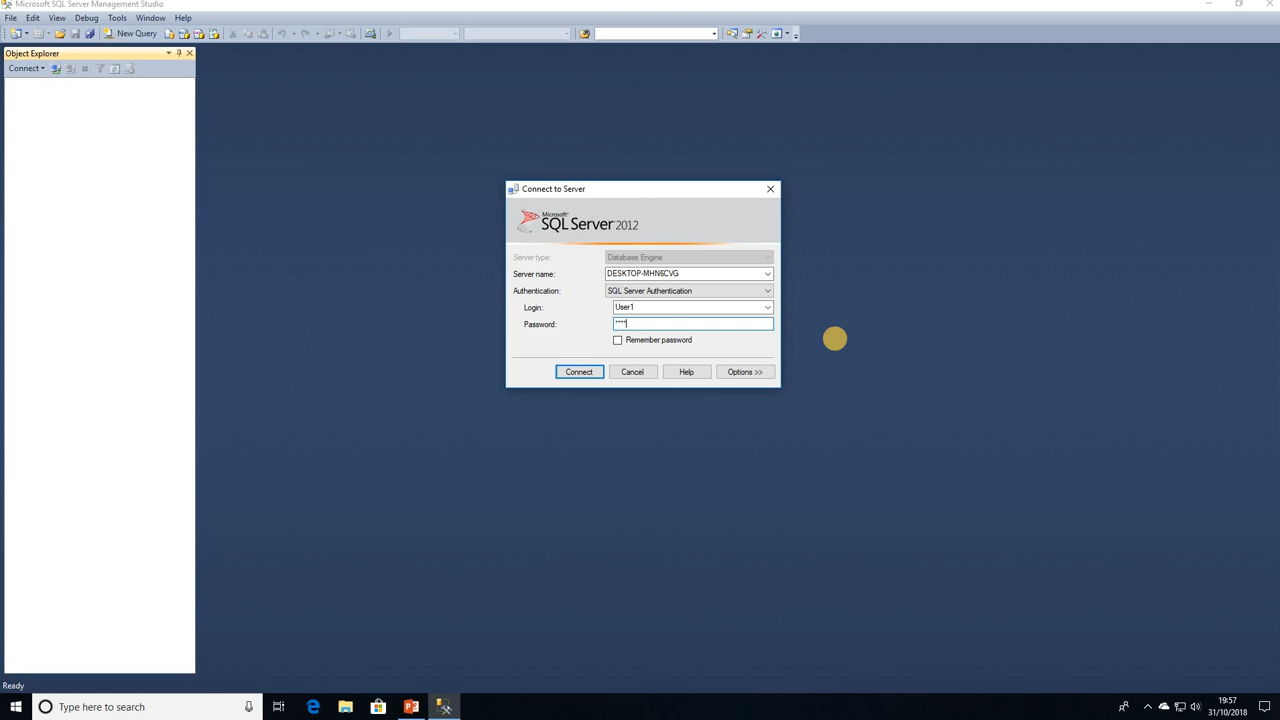 Microsoft SQL Server Management Studio
File Edit View Debug Tools Window Help
New Query
Object Explorer
Connect
Connect to Server
Microsoft
SQL Server 2012
Server type: Database Engine
Server name: DESKTOP-MHN6CVG
Authentication: SQL Server Authentication
Login: User1
Password: ****
Remember password
Connect Cancel Help Options >>
Ready
Type here to search
19:57
31/10/2018